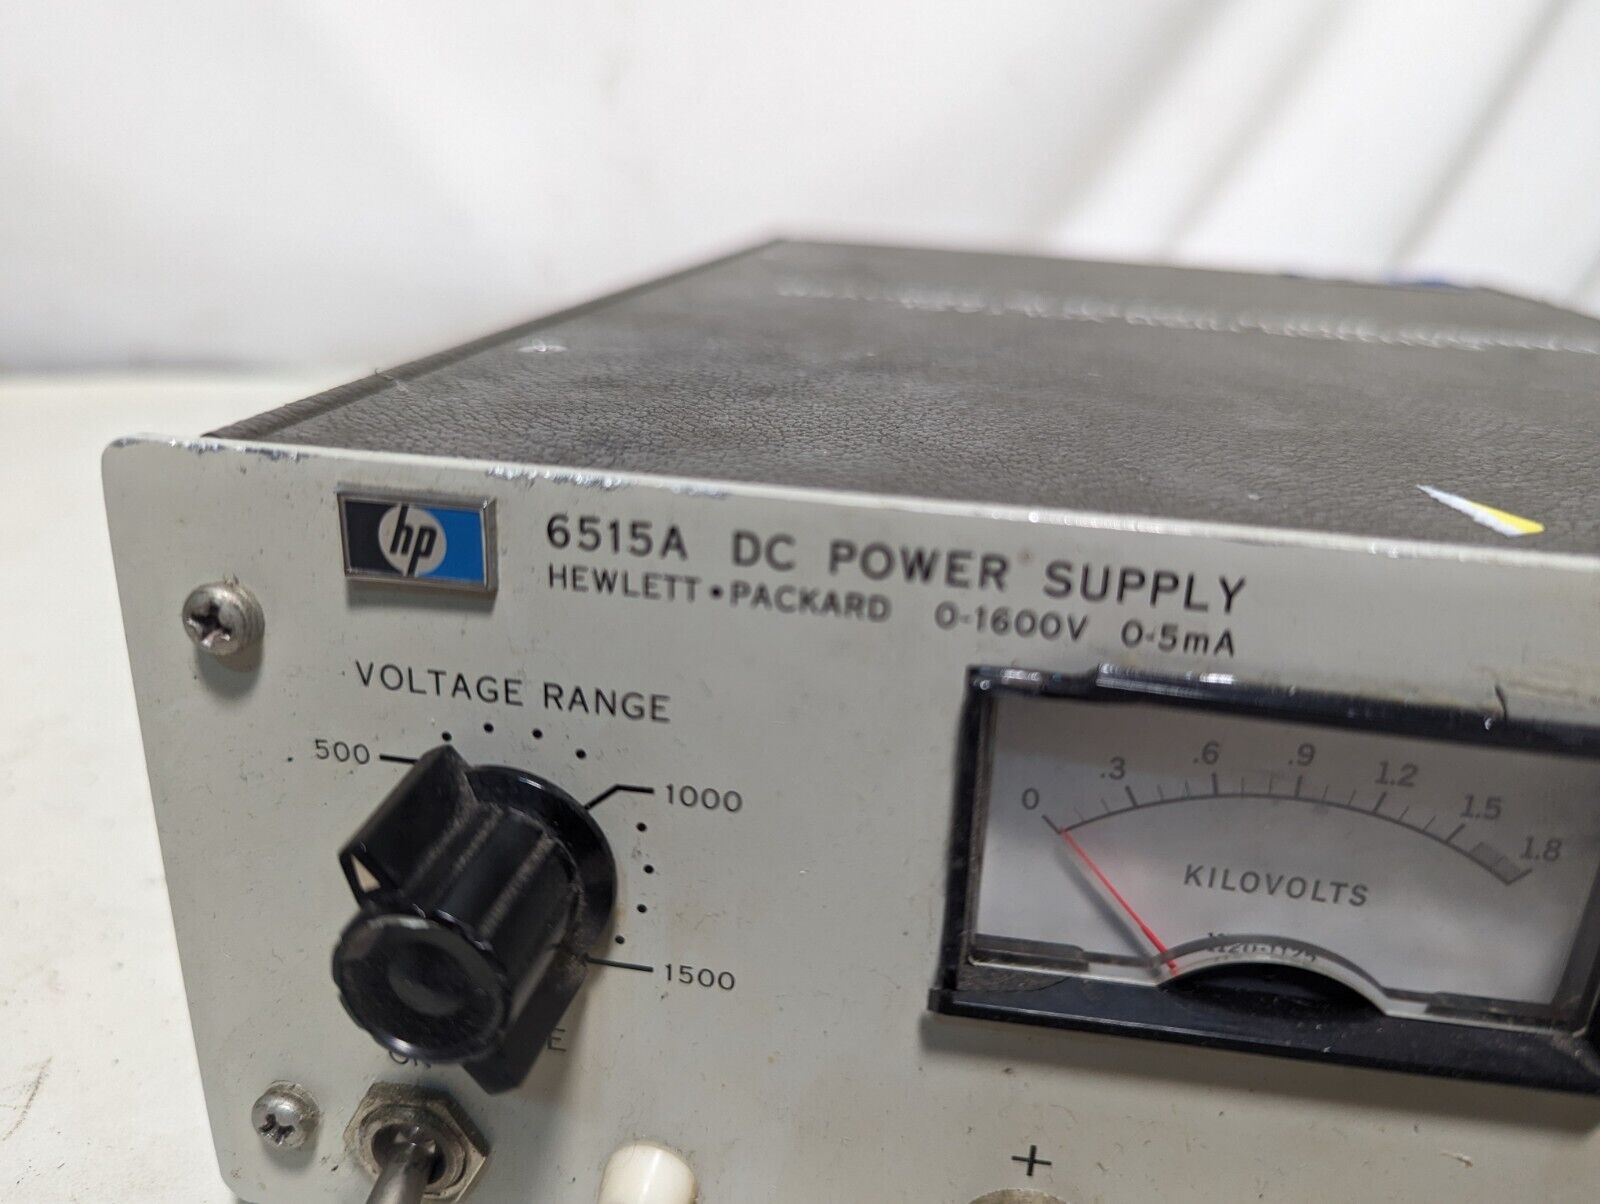 hp
6515A DC POWER SUPPLY
HEWLETT • PACKARD 0-1600V 0-5mA
VOLTAGE RANGE
500
1000
1500
0 .3 .6 .9 1.2 1.5 1.8
KILOVOLTS
+